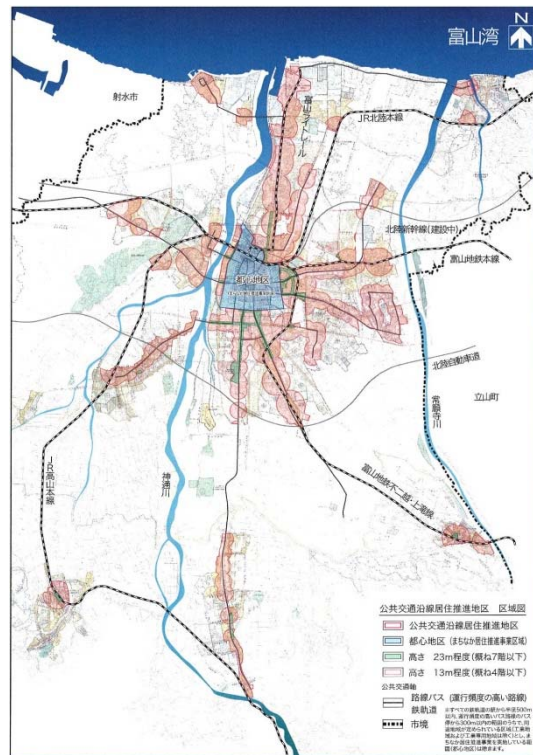 富山湾
N
射水市
富山ライトレール
JR北陸本線
北陸新幹線(建設中)
富山地鉄本線
都心地区
北陸自動車道
立山町
常願寺川
富山地鉄不二越・上滝線
神通川
JR高山本線
公共交通沿線居住推進地区 区域図
公共交通沿線居住推進地区
都心地区(まちなか居住推進事業区域)
高さ 23m程度(概ね7階以下)
高さ 13m程度(概ね4階以下)
公共交通軸
路線バス (運行頻度の高い路線)
鉄軌道
市境